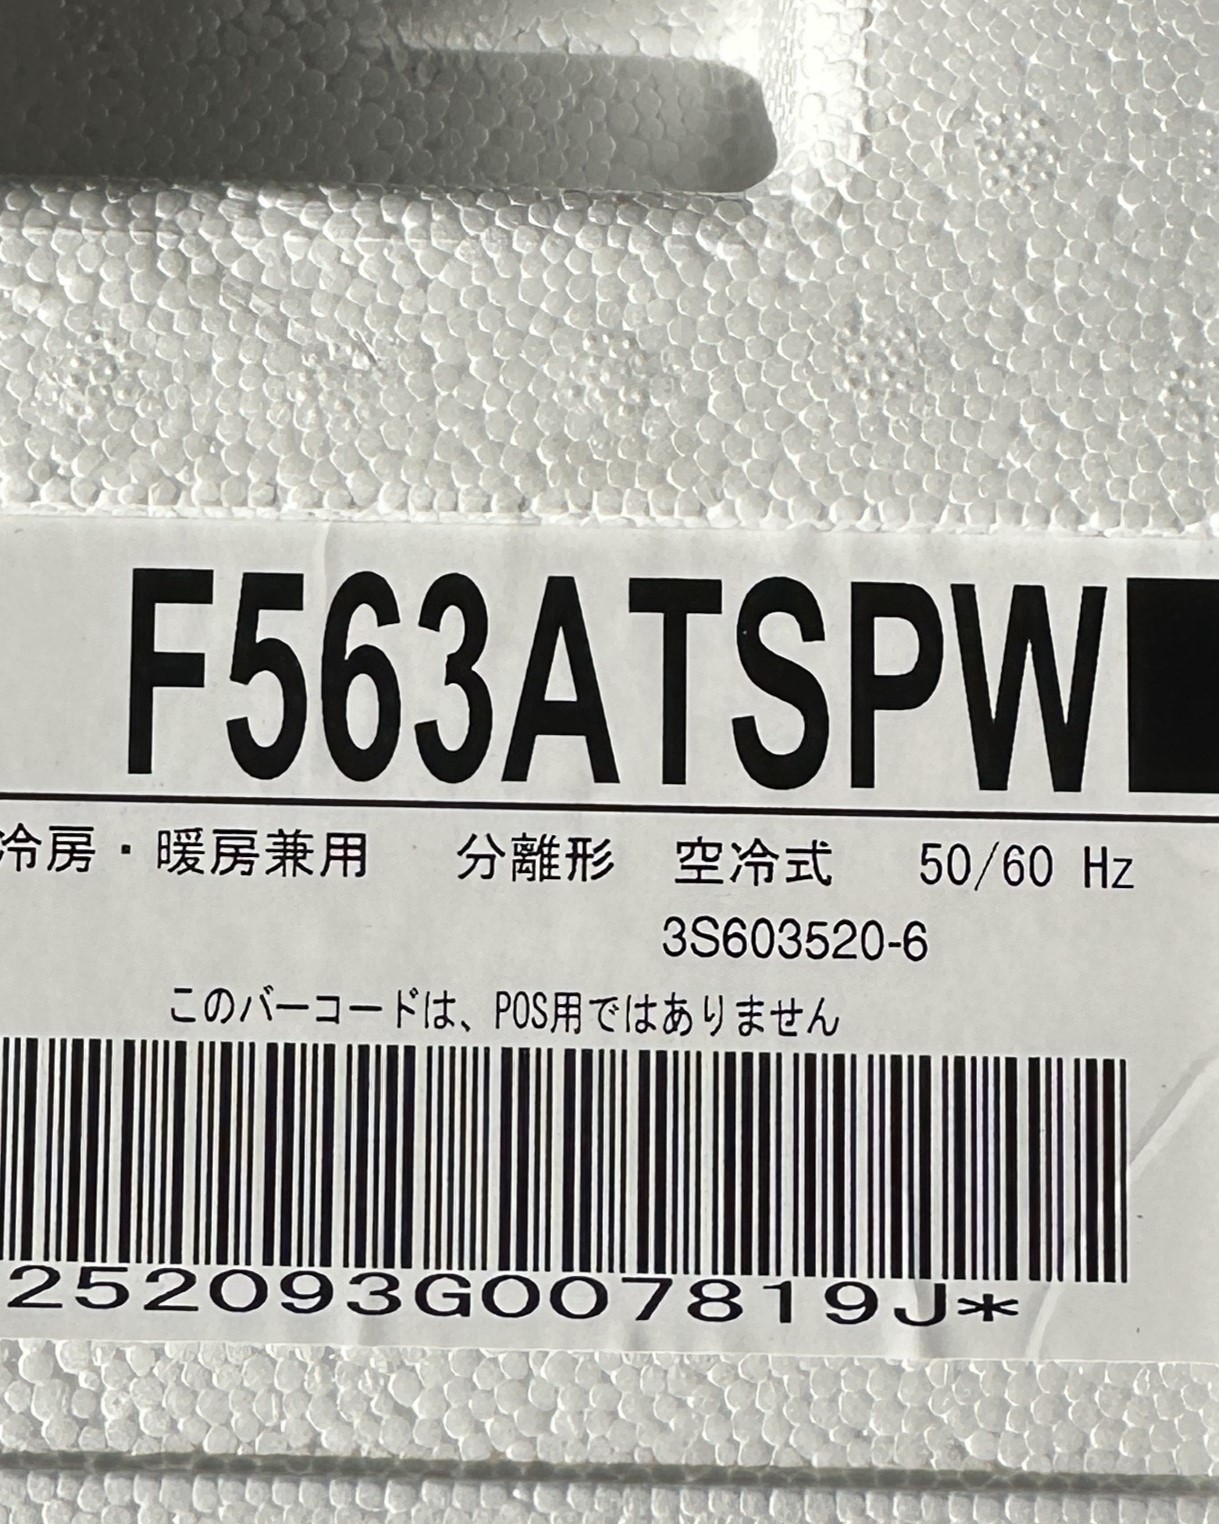 F563ATSPW
冷房・暖房兼用 分離形 空冷式 50/60 Hz
3S603520-6
このバーコードは、POS用ではありません
252093G007819J*